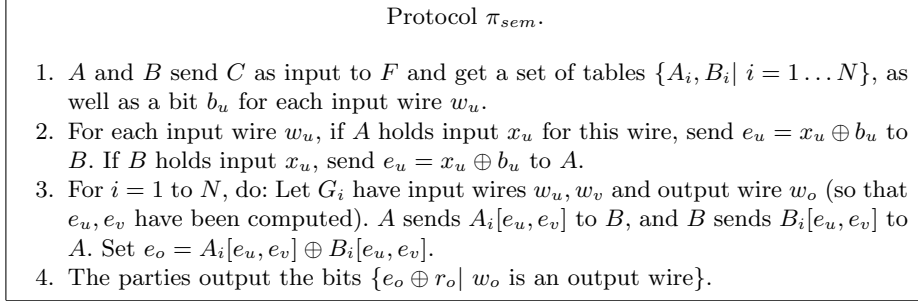 Protocol π_sem.
1. A and B send C as input to F and get a set of tables {A_i, B_i| i = 1...N}, as
well as a bit b_u for each input wire w_u.
2. For each input wire w_u, if A holds input x_u for this wire, send e_u = x_u ⊕ b_u to
B. If B holds input x_u, send e_u = x_u ⊕ b_u to A.
3. For i = 1 to N, do: Let G_i have input wires w_u, w_v and output wire w_o (so that
e_u, e_v have been computed). A sends A_i[e_u, e_v] to B, and B sends B_i[e_u, e_v] to
A. Set e_o = A_i[e_u, e_v] ⊕ B_i[e_u, e_v].
4. The parties output the bits {e_o ⊕ r_o| w_o is an output wire}.